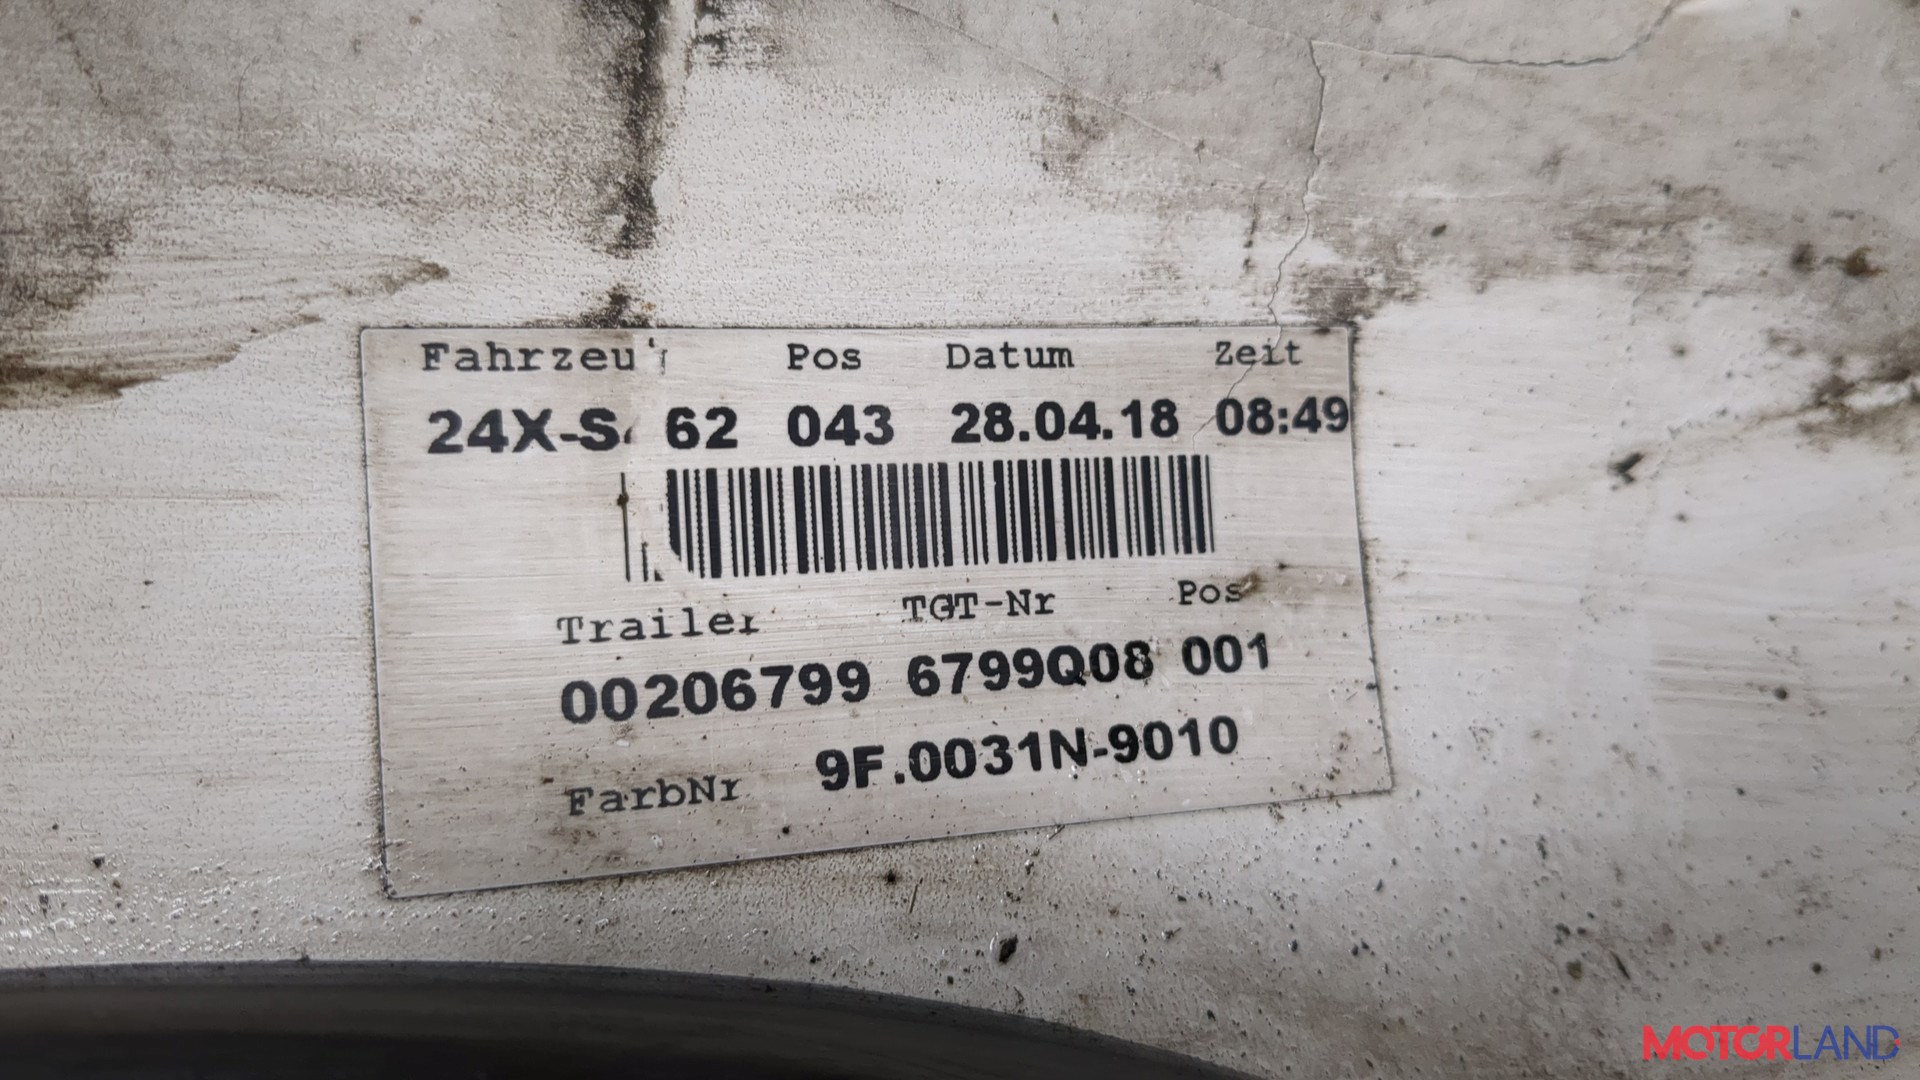 Pos Datum Zeit
62 043 28.04.18 08:49
Trailer TGT-Nr Pos
00206799 6799Q08 001
FarbNr 9F.0031N-9010
MOTORLAND